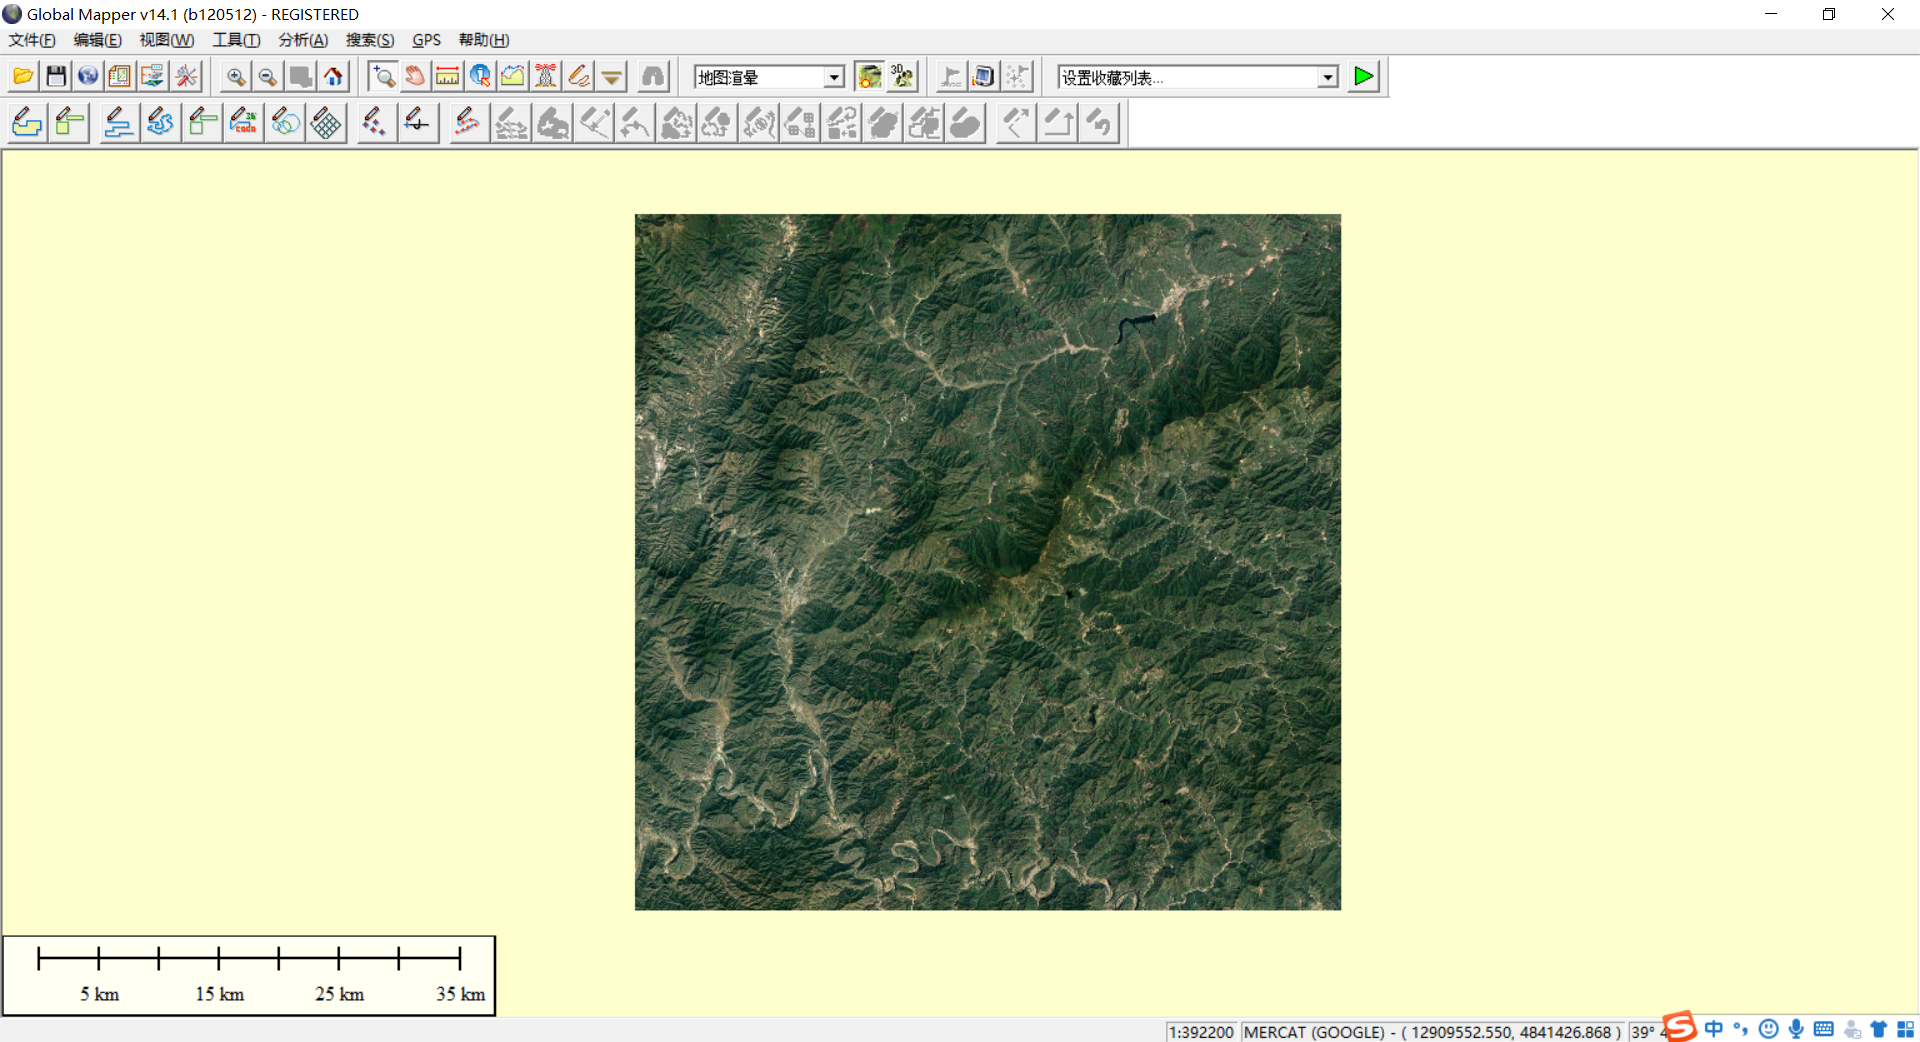 Global Mapper v14.1 (b120512) - REGISTERED
文件(F) 编辑(E) 视图(W) 工具(T) 分析(A) 搜索(S) GPS 帮助(H)
地图渲晕 3D 设置收藏列表...
5 km 15 km 25 km 35 km
1:392200 MERCAT (GOOGLE) - ( 12909552.550, 4841426.868 ) 39° 4 中